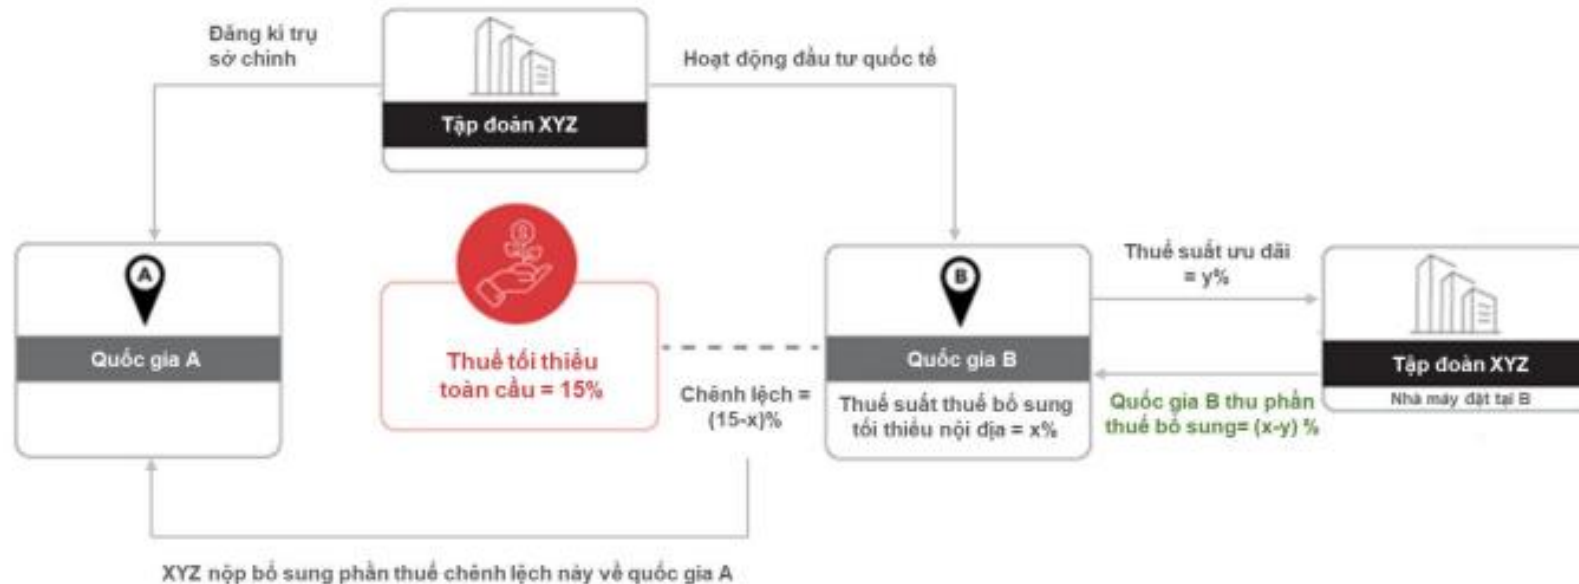 Đăng kí trụ
sở chính
Hoạt động đầu tư quốc tế
Tập đoàn XYZ
A
Quốc gia A
Thuế tối thiểu
toàn cầu = 15%
Chênh lệch =
(15-x)%
B
Quốc gia B
Thuế suất thuế bổ sung
tối thiểu nội địa = x%
Thuế suất ưu đãi
= y%
Quốc gia B thu phần
thuế bổ sung= (x-y) %
Tập đoàn XYZ
Nhà máy đặt tại B
XYZ nộp bổ sung phần thuế chênh lệch này về quốc gia A